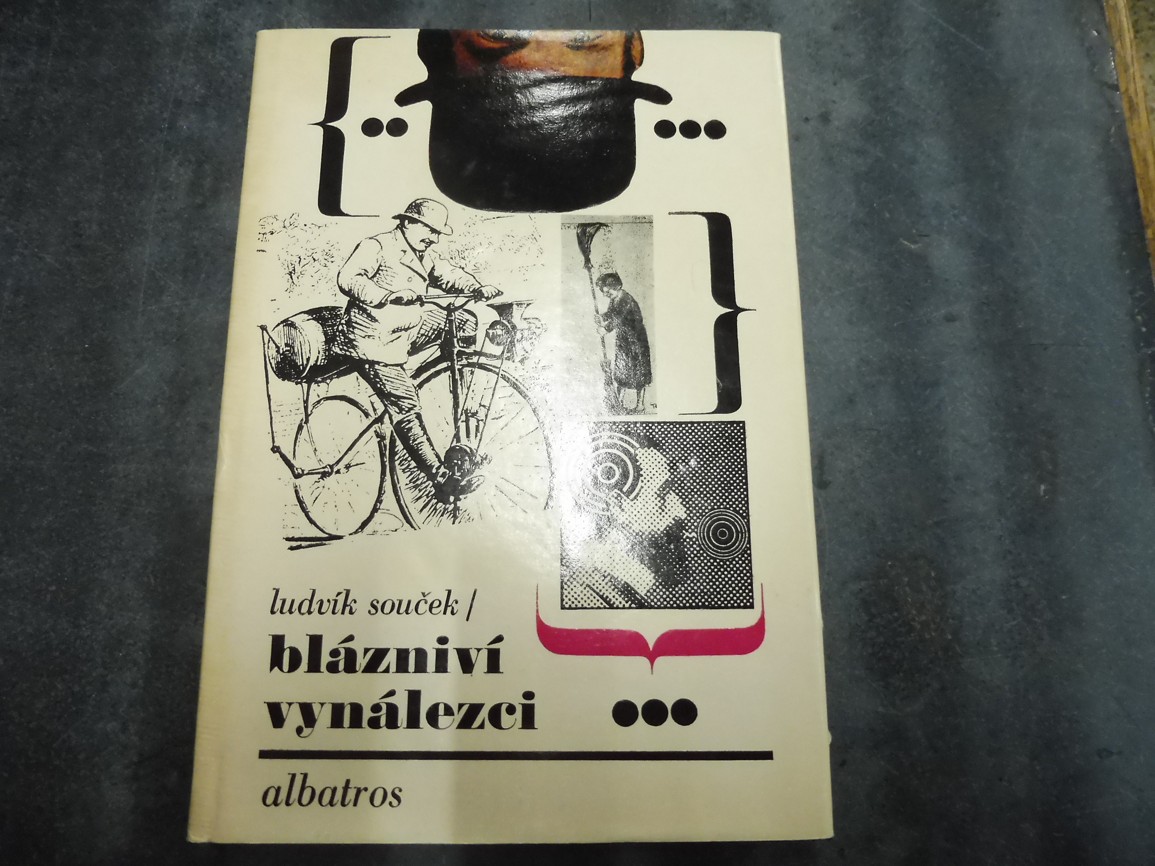 ludvík souček /
blázniví
vynálezci
albatros